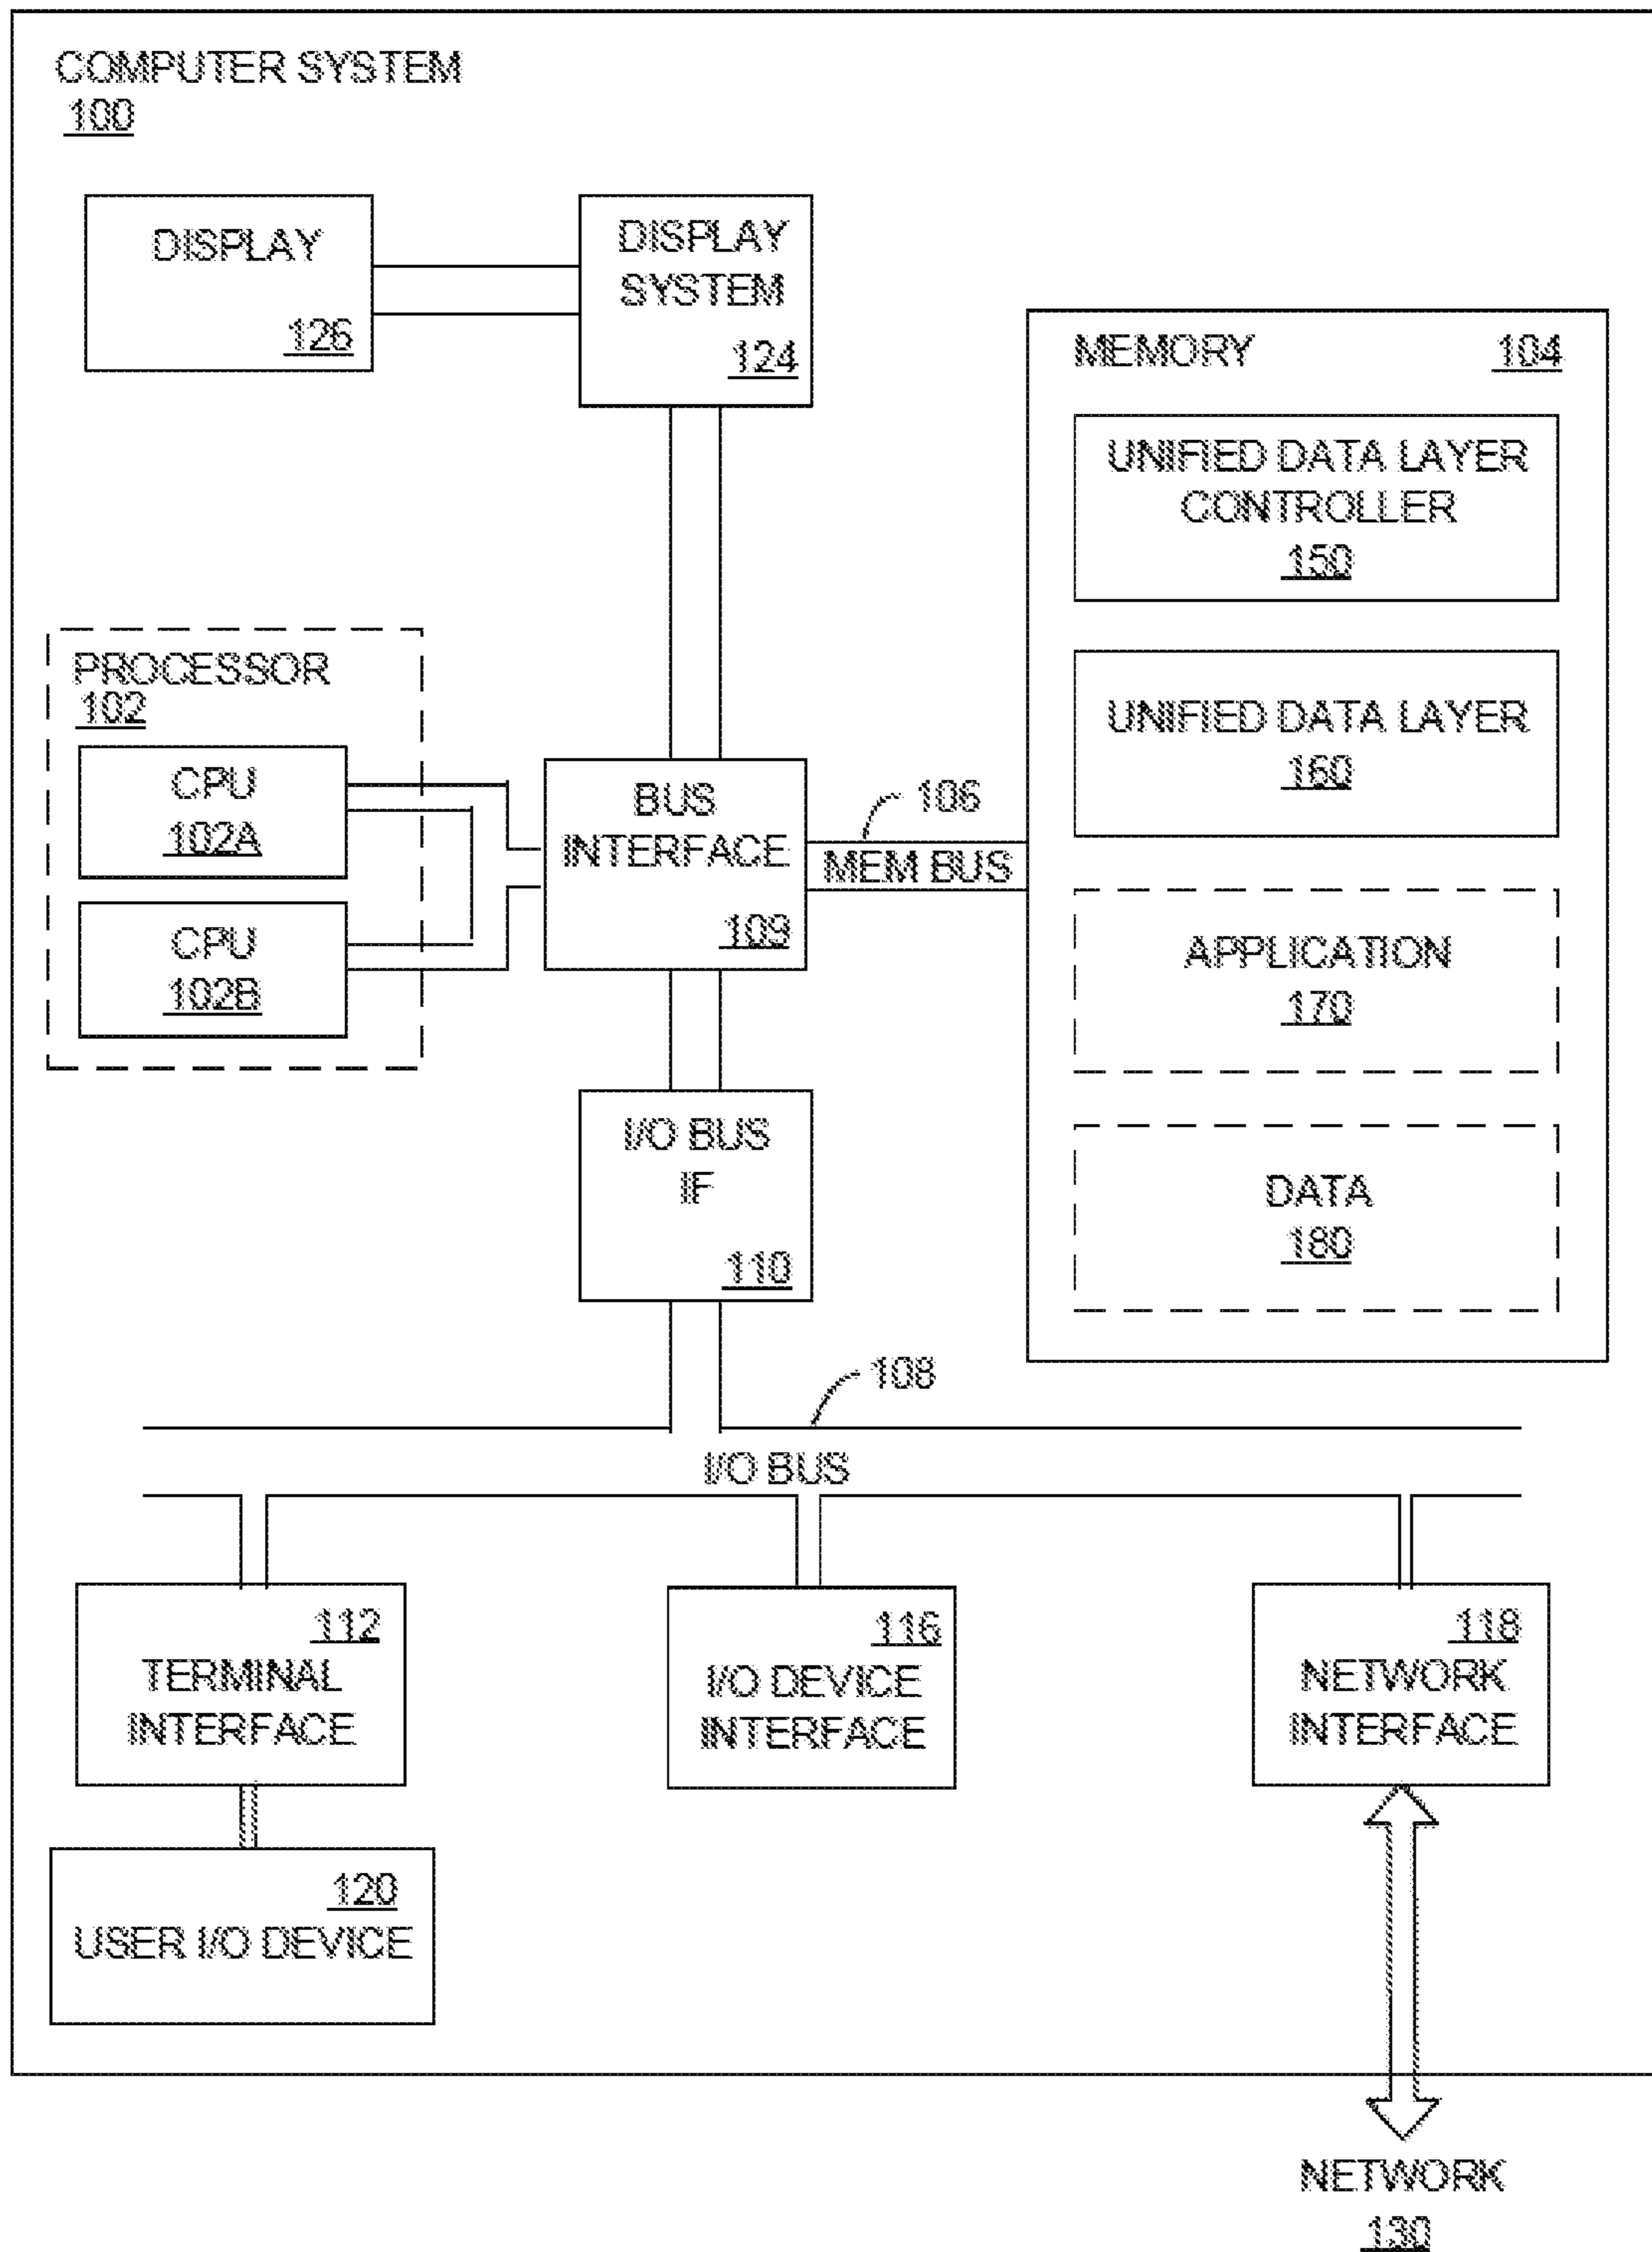 COMPUTER SYSTEM
100
DISPLAY
126
DISPLAY
SYSTEM
124
MEMORY 104
UNIFIED DATA LAYER
CONTROLLER
150
UNIFIED DATA LAYER
160
APPLICATION
170
DATA
180
PROCESSOR
102
CPU
102A
CPU
102B
BUS
INTERFACE
109
106
MEM BUS
I/O BUS
IF
110
108
I/O BUS
112
TERMINAL
INTERFACE
116
I/O DEVICE
INTERFACE
118
NETWORK
INTERFACE
120
USER I/O DEVICE
NETWORK
130